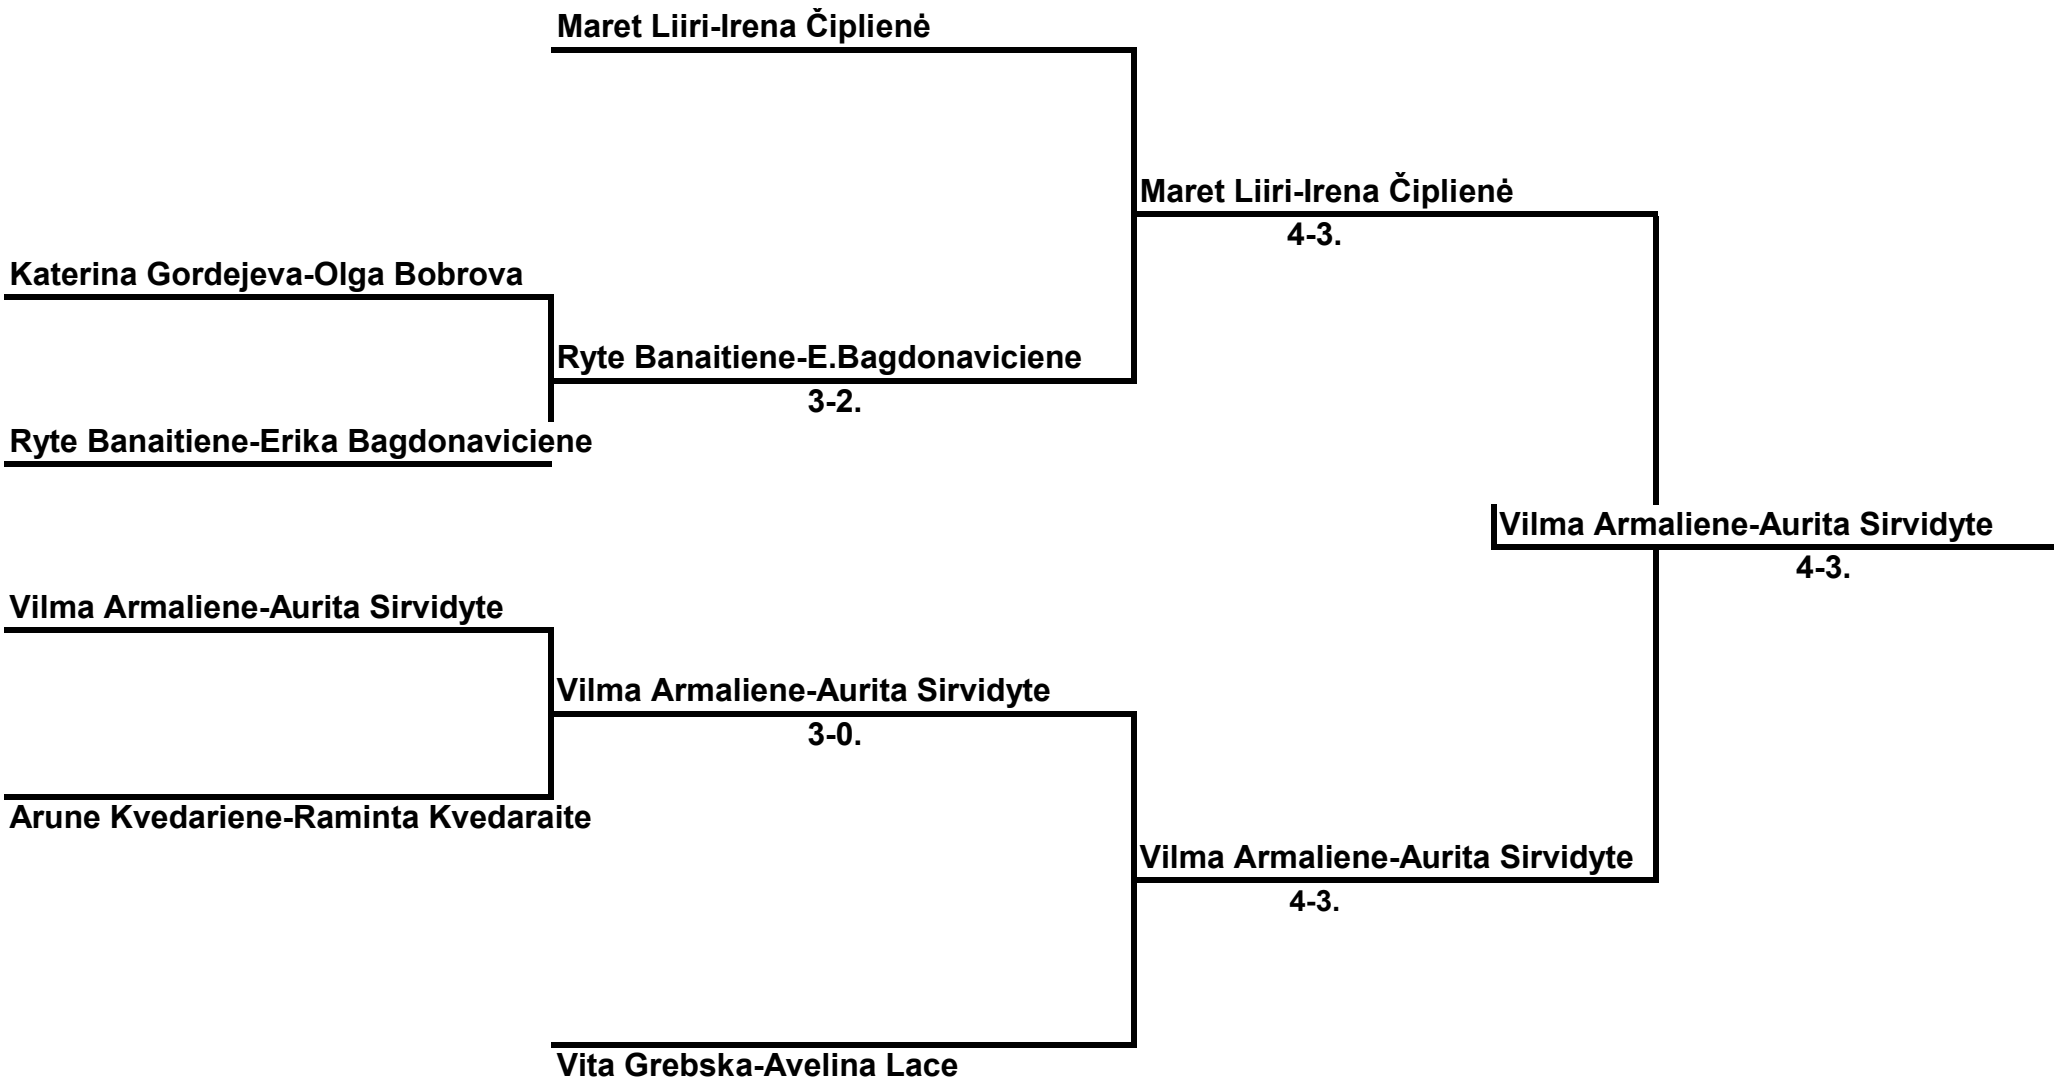 Maret Liiri-Irena Čiplienė
Maret Liiri-Irena Čiplienė
4-3.
Katerina Gordejeva-Olga Bobrova
Ryte Banaitiene-E.Bagdonaviciene
3-2.
Ryte Banaitiene-Erika Bagdonaviciene
Vilma Armaliene-Aurita Sirvidyte
4-3.
Vilma Armaliene-Aurita Sirvidyte
Vilma Armaliene-Aurita Sirvidyte
3-0.
Arune Kvedariene-Raminta Kvedaraite
Vilma Armaliene-Aurita Sirvidyte
4-3.
Vita Grebska-Avelina Lace